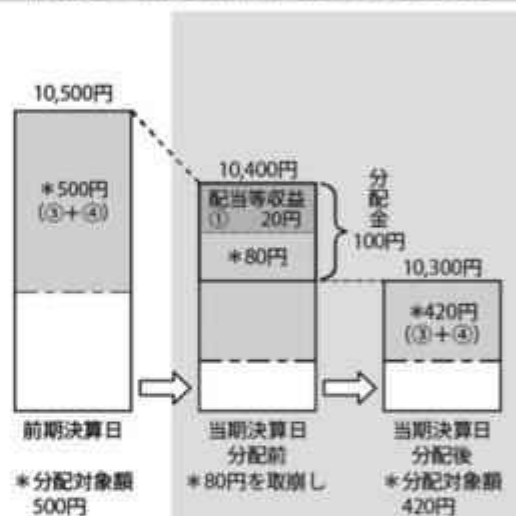 10,500円
*500円
(③+④)
10,400円
配当等収益
① 20円
*80円
分配金
100円
10,300円
*420円
(③+④)
前期決算日
当期決算日
分配前
当期決算日
分配後
*分配対象額
500円
*80円を取崩し
*分配対象額
420円